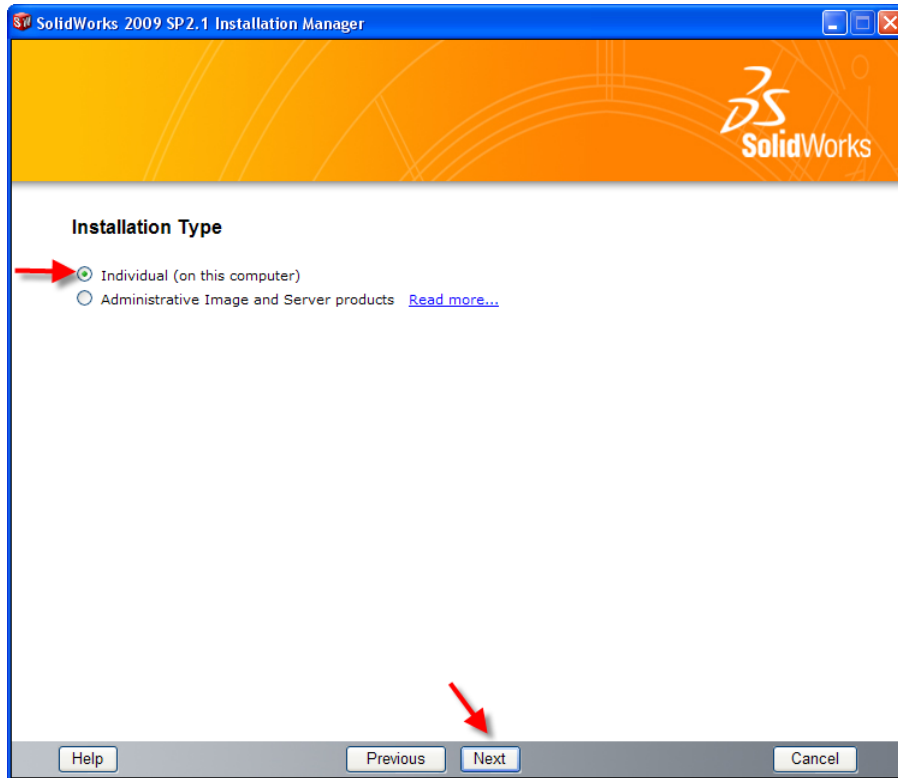 SolidWorks 2009 SP2.1 Installation Manager
SolidWorks
Installation Type
Individual (on this computer)
Administrative Image and Server products Read more...
Help Previous Next Cancel